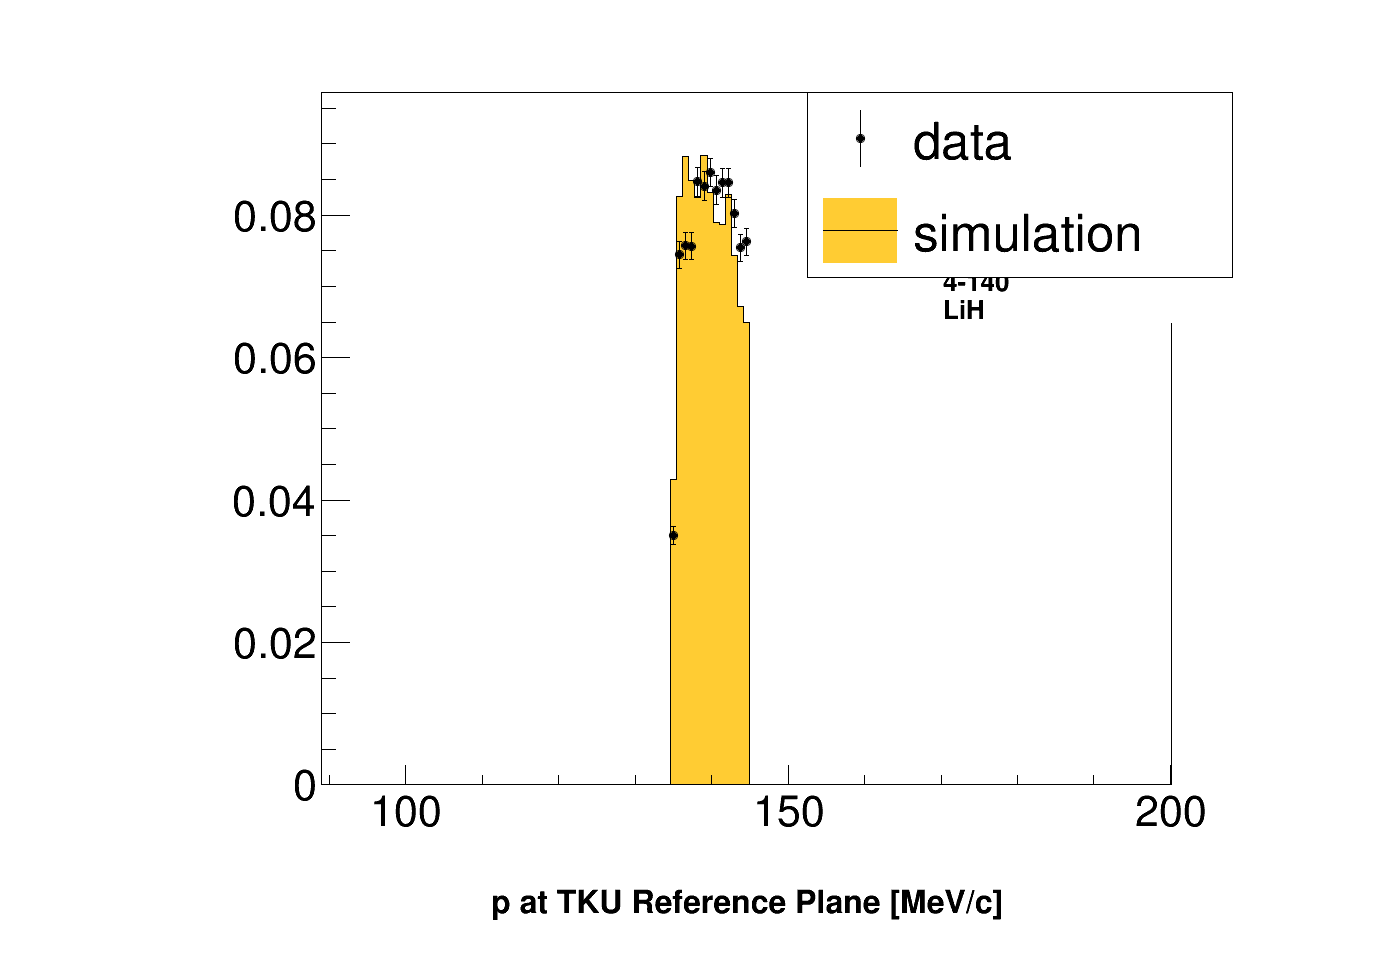 data
simulation
4-140
LiH
0.08
0.06
0.04
0.02
0
100
150
200
p at TKU Reference Plane [MeV/c]